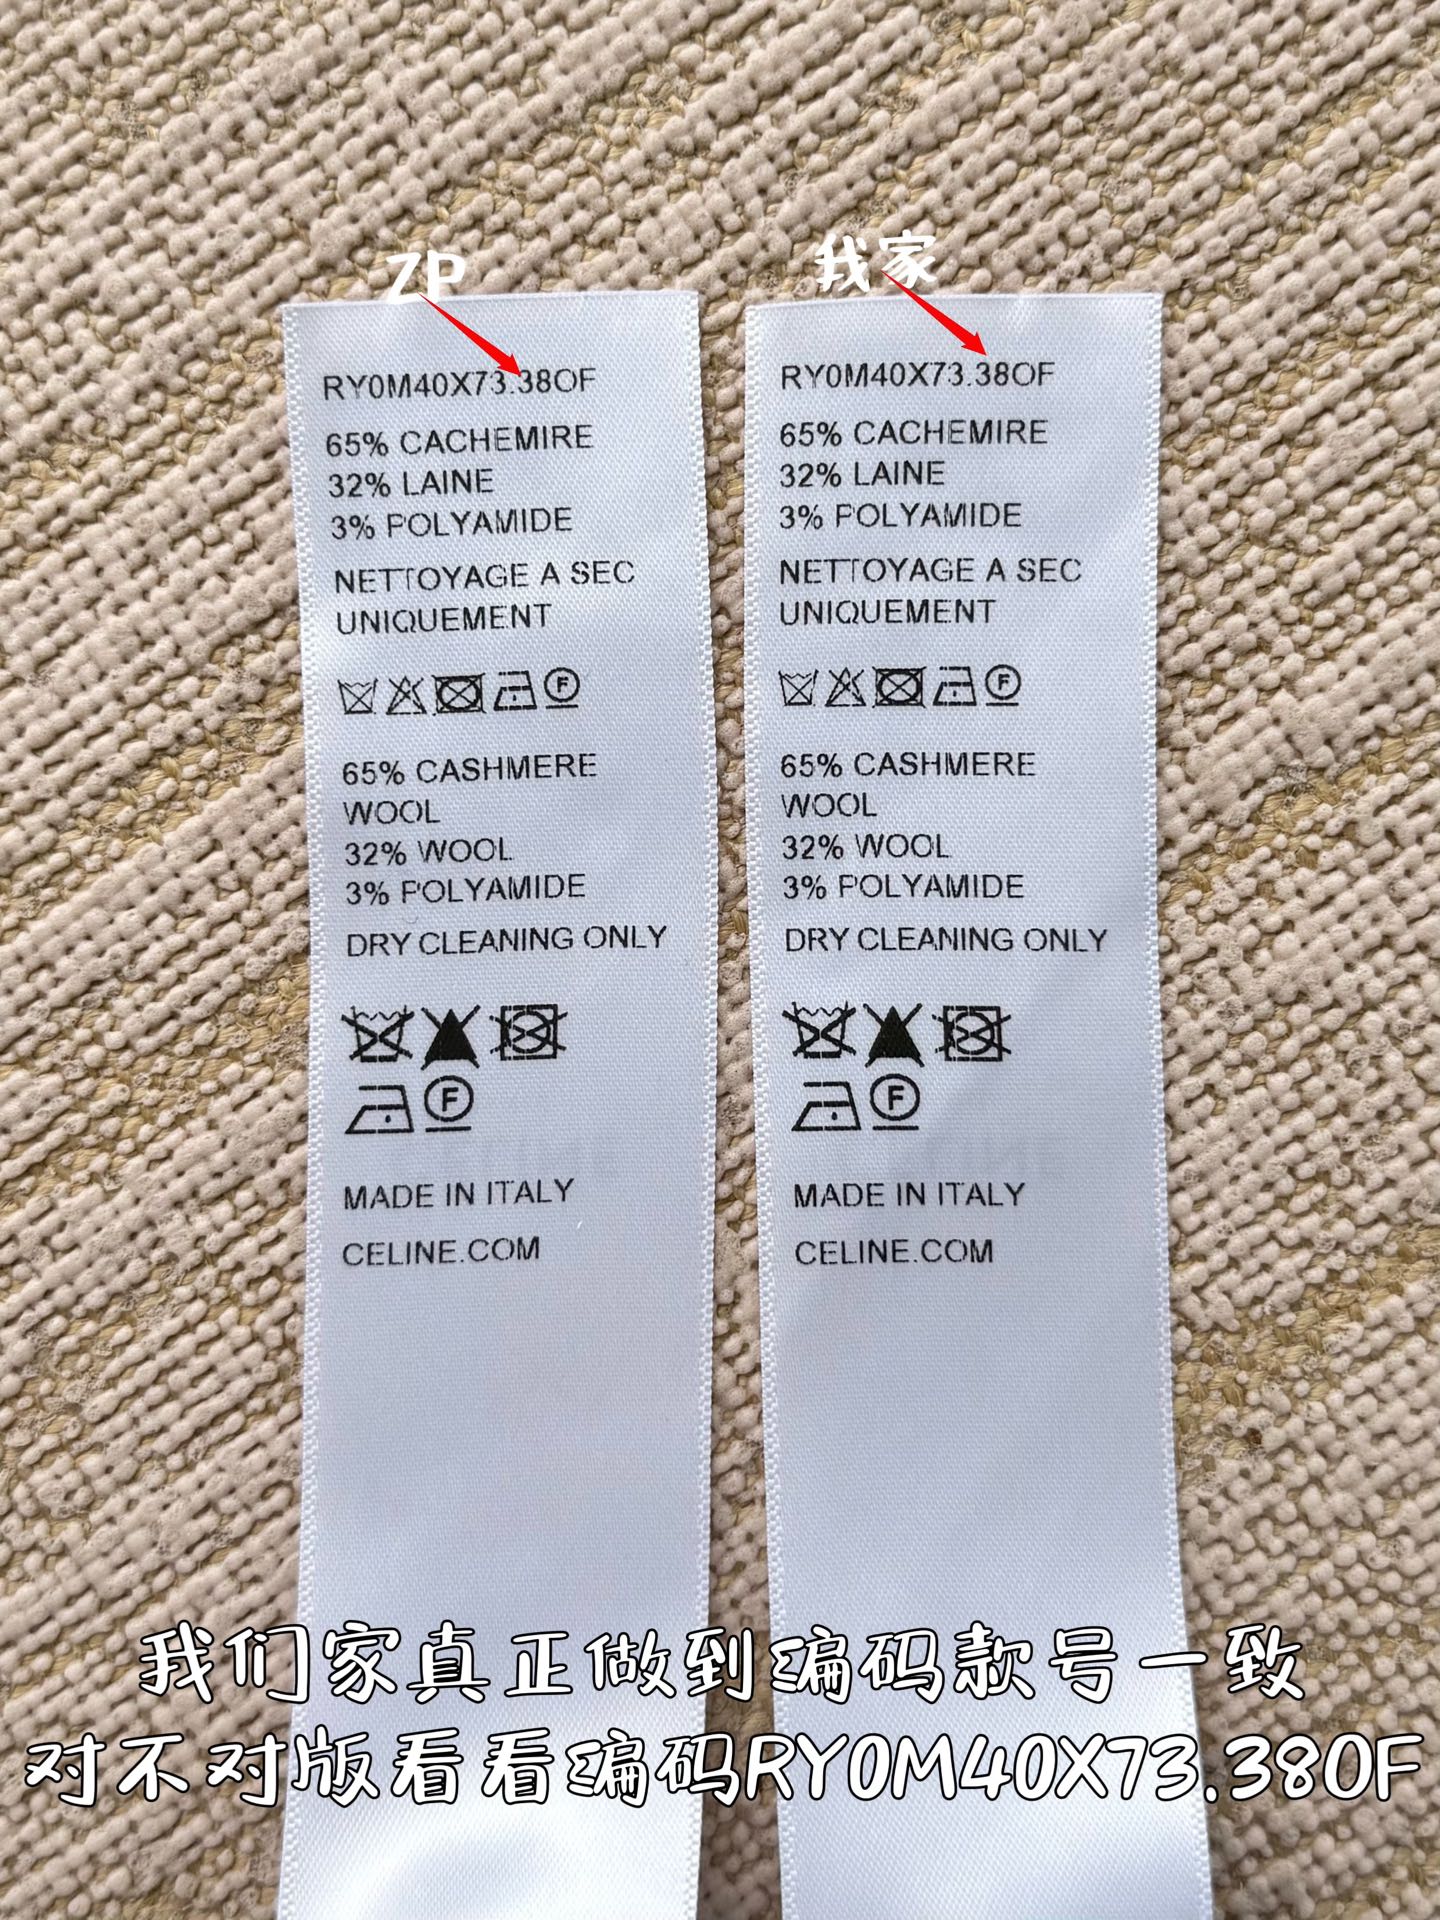 ZP
RY0M40X73.38OF
65% CACHEMIRE
32% LAINE
3% POLYAMIDE
NETTOYAGE A SEC
UNIQUEMENT
F
65% CASHMERE
WOOL
32% WOOL
3% POLYAMIDE
DRY CLEANING ONLY
F
MADE IN ITALY
CELINE.COM
我家
RY0M40X73.38OF
65% CACHEMIRE
32% LAINE
3% POLYAMIDE
NETTOYAGE A SEC
UNIQUEMENT
F
65% CASHMERE
WOOL
32% WOOL
3% POLYAMIDE
DRY CLEANING ONLY
F
MADE IN ITALY
CELINE.COM
我们家真正做到编码款号一致
对不对版看看编码RY0M40X73.38OF